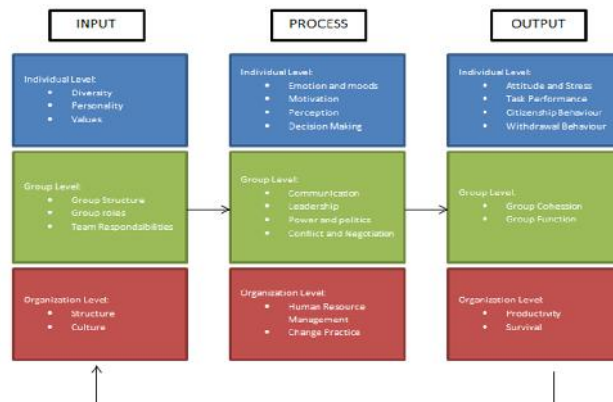 INPUT
PROCESS
OUTPUT
Individual Level:
• Diversity
• Personality
• Values
Individual Level:
• Emotion and moods
• Motivation
• Perception
• Decision Making
Individual Level:
• Attitude and Stress
• Task Performance
• Citizenship Behaviour
• Withdrawal Behaviour
Group Level:
• Group Structure
• Group roles
• Team Respondsibilities
Group Level:
• Communication
• Leadership
• Power and politics
• Conflict and Negotiation
Group Level:
• Group Cohession
• Group Function
Organization Level:
• Structure
• Culture
Organization Level:
• Human Resource
Management
• Change Practice
Organization Level
• Productivity
• Survival